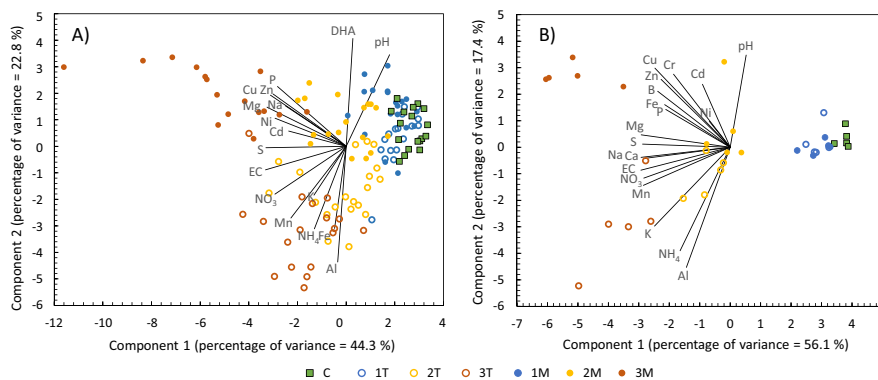 A)
Component 2 (percentage of variance = 22.8 %)
5
4
3
2
1
0
-1
-2
-3
-4
-5
-6
DHA
pH
P
Cu Zn
Mg Na
Ni
Cd
S
EC
NO3
K
Mn
NH4 Fe
Al
-12 -10 -8 -6 -4 -2 0 2 4
Component 1 (percentage of variance = 44.3 %)
B)
Component 2 (percentage of variance = 17.4 %)
5
4
3
2
1
0
-1
-2
-3
-4
-5
-6
pH
Cu
Cr
Zn
Cd
B
Fe
Ni
P
Mg
S
Na Ca
EC
NO3
Mn
K
NH4
Al
-7 -6 -5 -4 -3 -2 -1 0 1 2 3 4 5
Component 1 (percentage of variance = 56.1 %
C 1T 2T 3T 1M 2M 3M